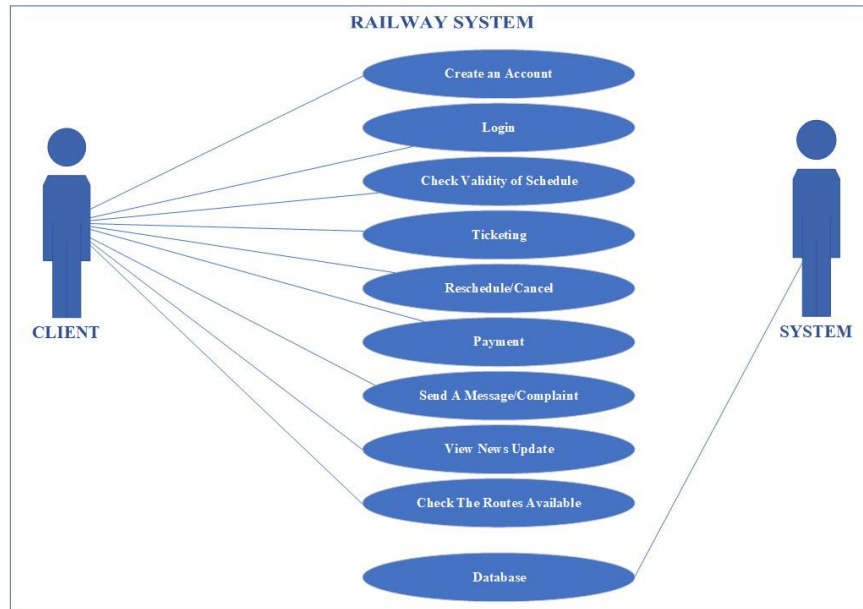 RAILWAY SYSTEM
Create an Account
Login
Check Validity of Schedule
Ticketing
Reschedule/Cancel
Payment
Send A Message/Complaint
View News Update
Check The Routes Available
Database
CLIENT
SYSTEM